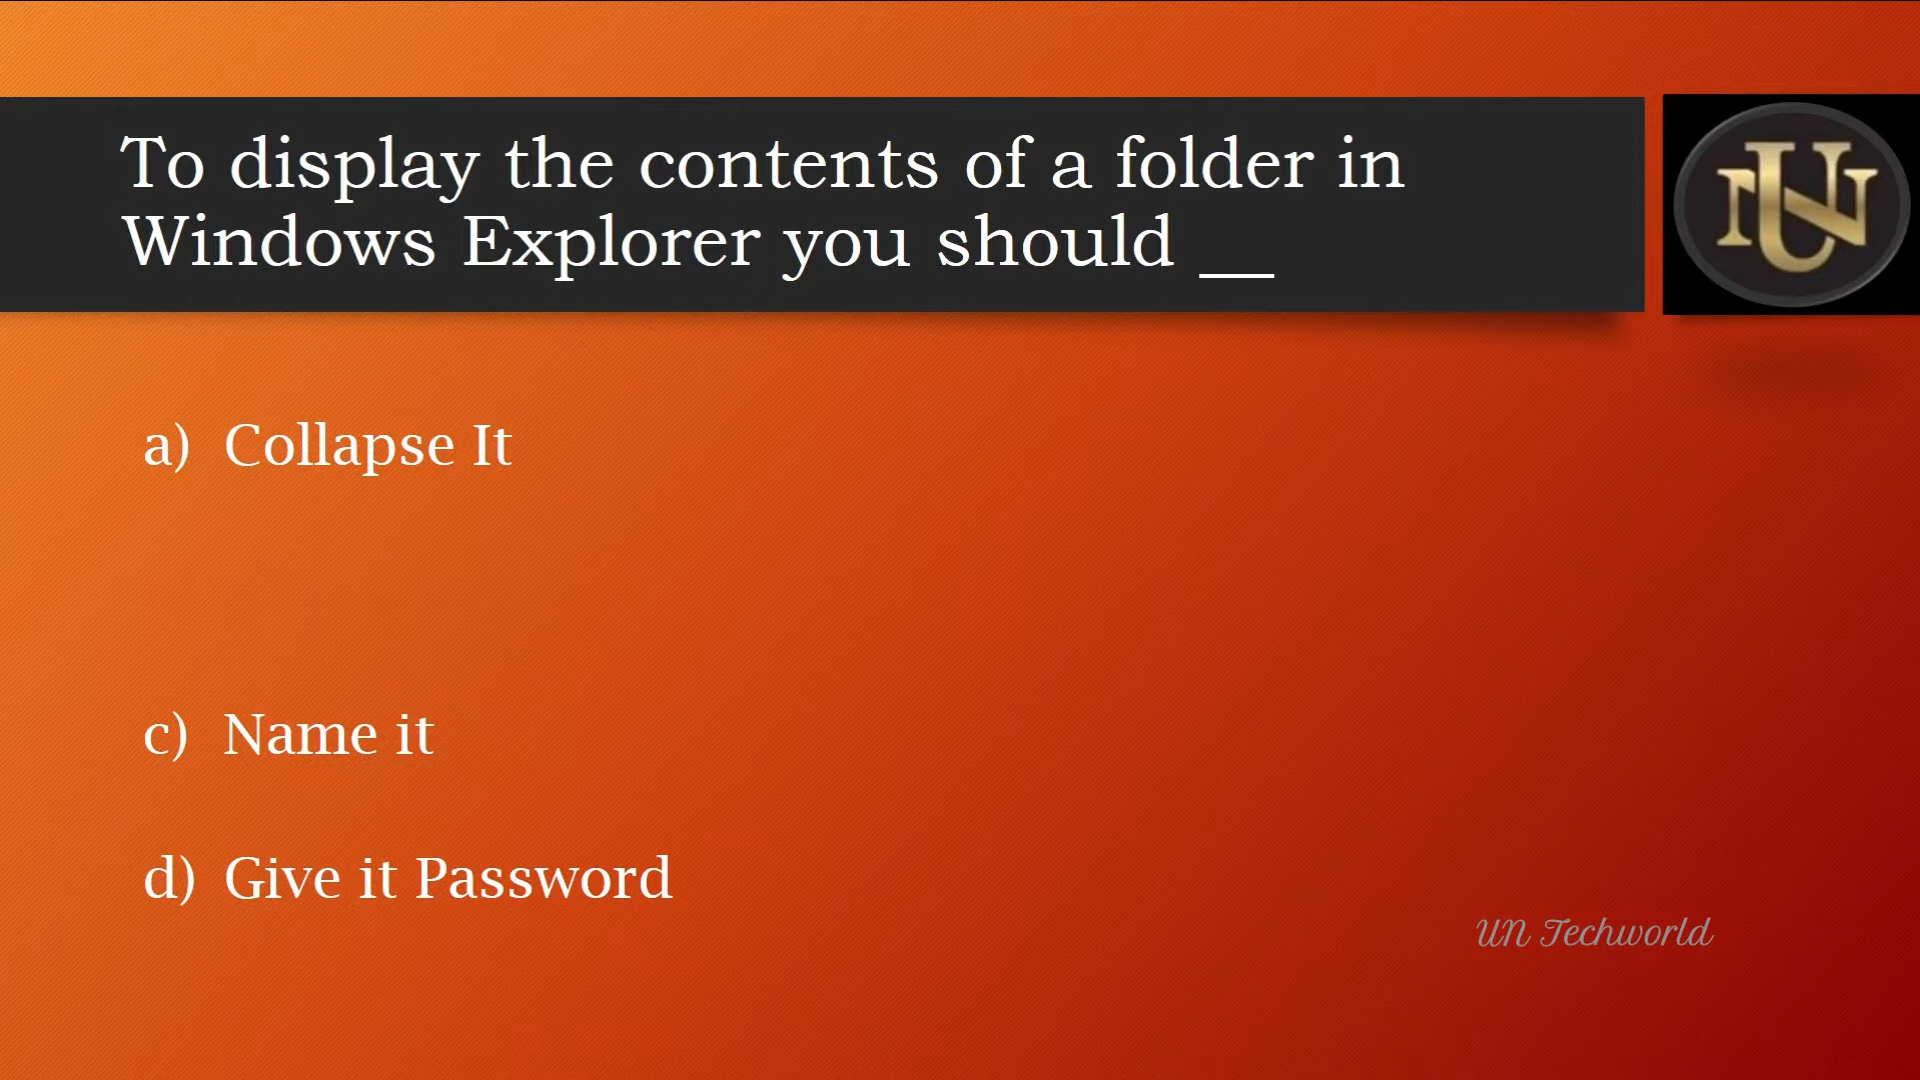 To display the contents of a folder in
Windows Explorer you should __
UN
a) Collapse It
c) Name it
d) Give it Password
UN Techworld